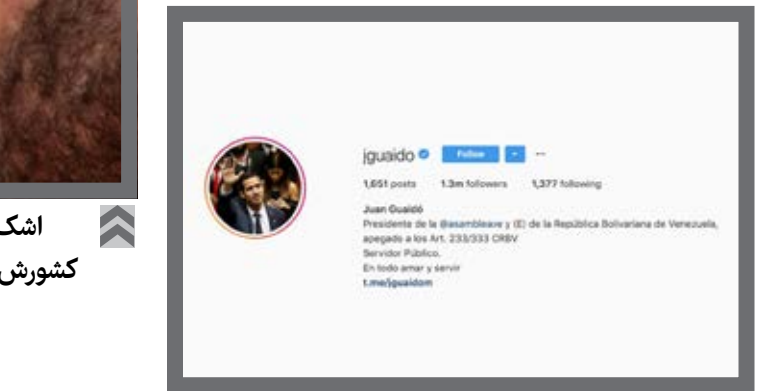 jguaido Follow
1,651 posts 1.3m followers 1,377 following
Juan Guaidó
Presidente de la @asambleave y (E) de la República Bolivariana de Venezuela,
apegado a los Art. 233/333 CRBV
Servidor Público.
En todo amar y servir
t.me/jguaidom
اشک
کشورش